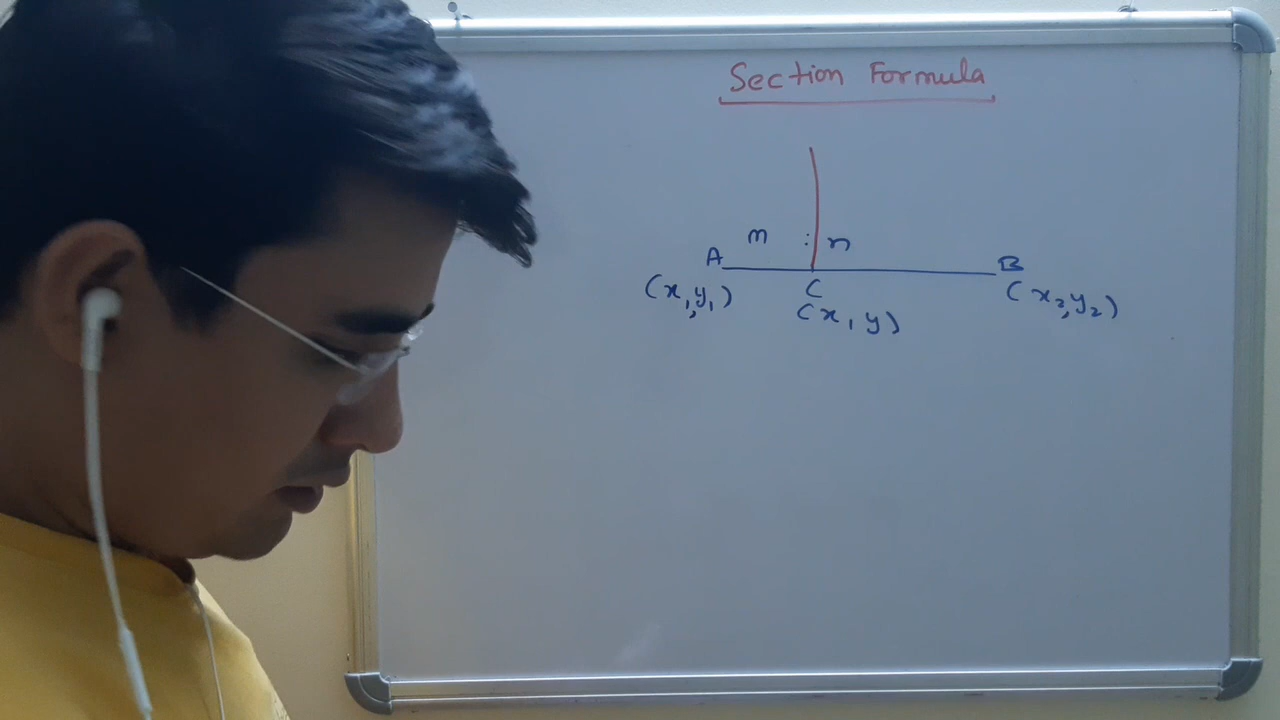 Section Formula
m : n
A B
(x₁,y₁) C (x₂,y₂)
(x, y)